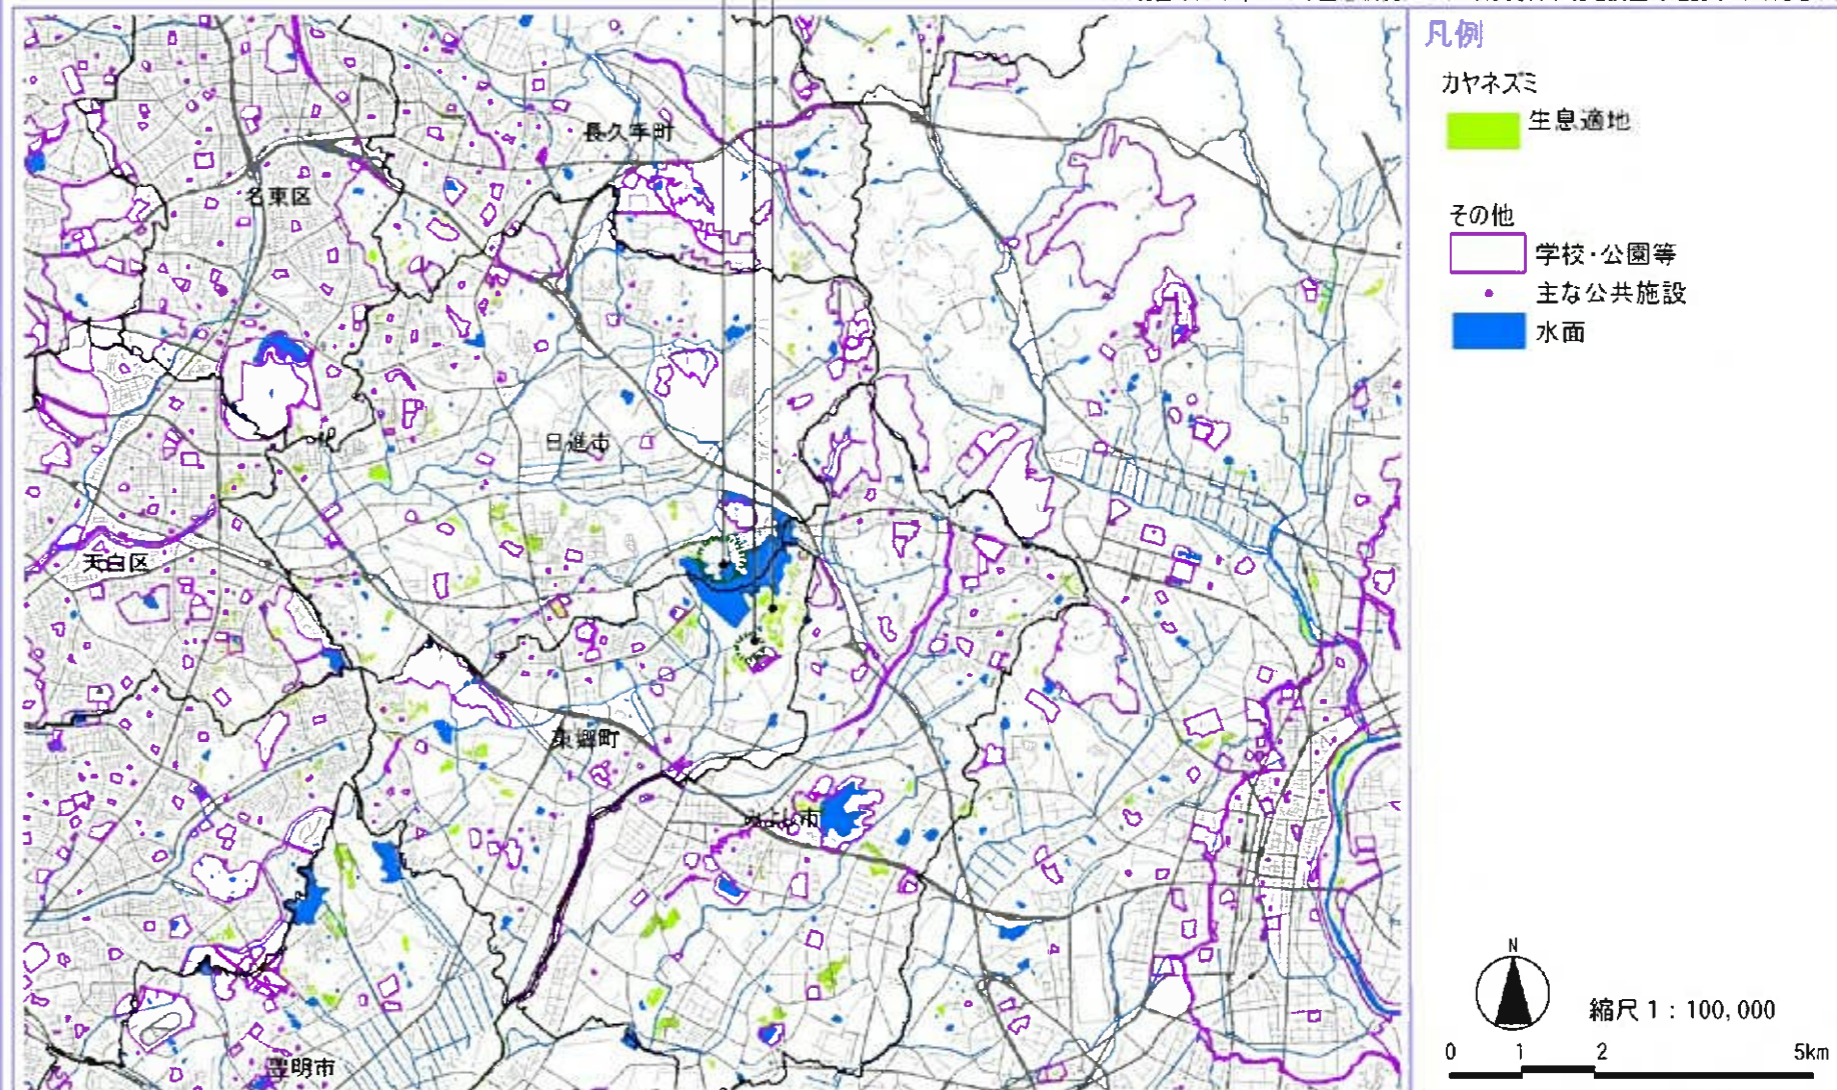 凡例
カヤネズミ
生息適地
その他
学校・公園等
主な公共施設
水面
長久手町
名東区
日進市
天白区
東郷町
豊明市
N
縮尺 1 : 100,000
0 1 2 5km